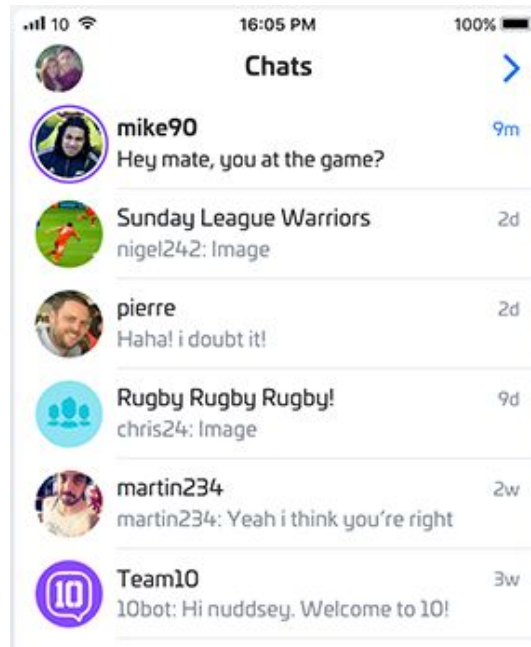 10 16:05 PM 100%
Chats
mike90 9m
Hey mate, you at the game?
Sunday League Warriors 2d
nigel242: Image
pierre 2d
Haha! i doubt it!
Rugby Rugby Rugby! 9d
chris24: Image
martin234 2w
martin234: Yeah i think you're right
10
Team10 3w
10bot: Hi nuddsey. Welcome to 10!